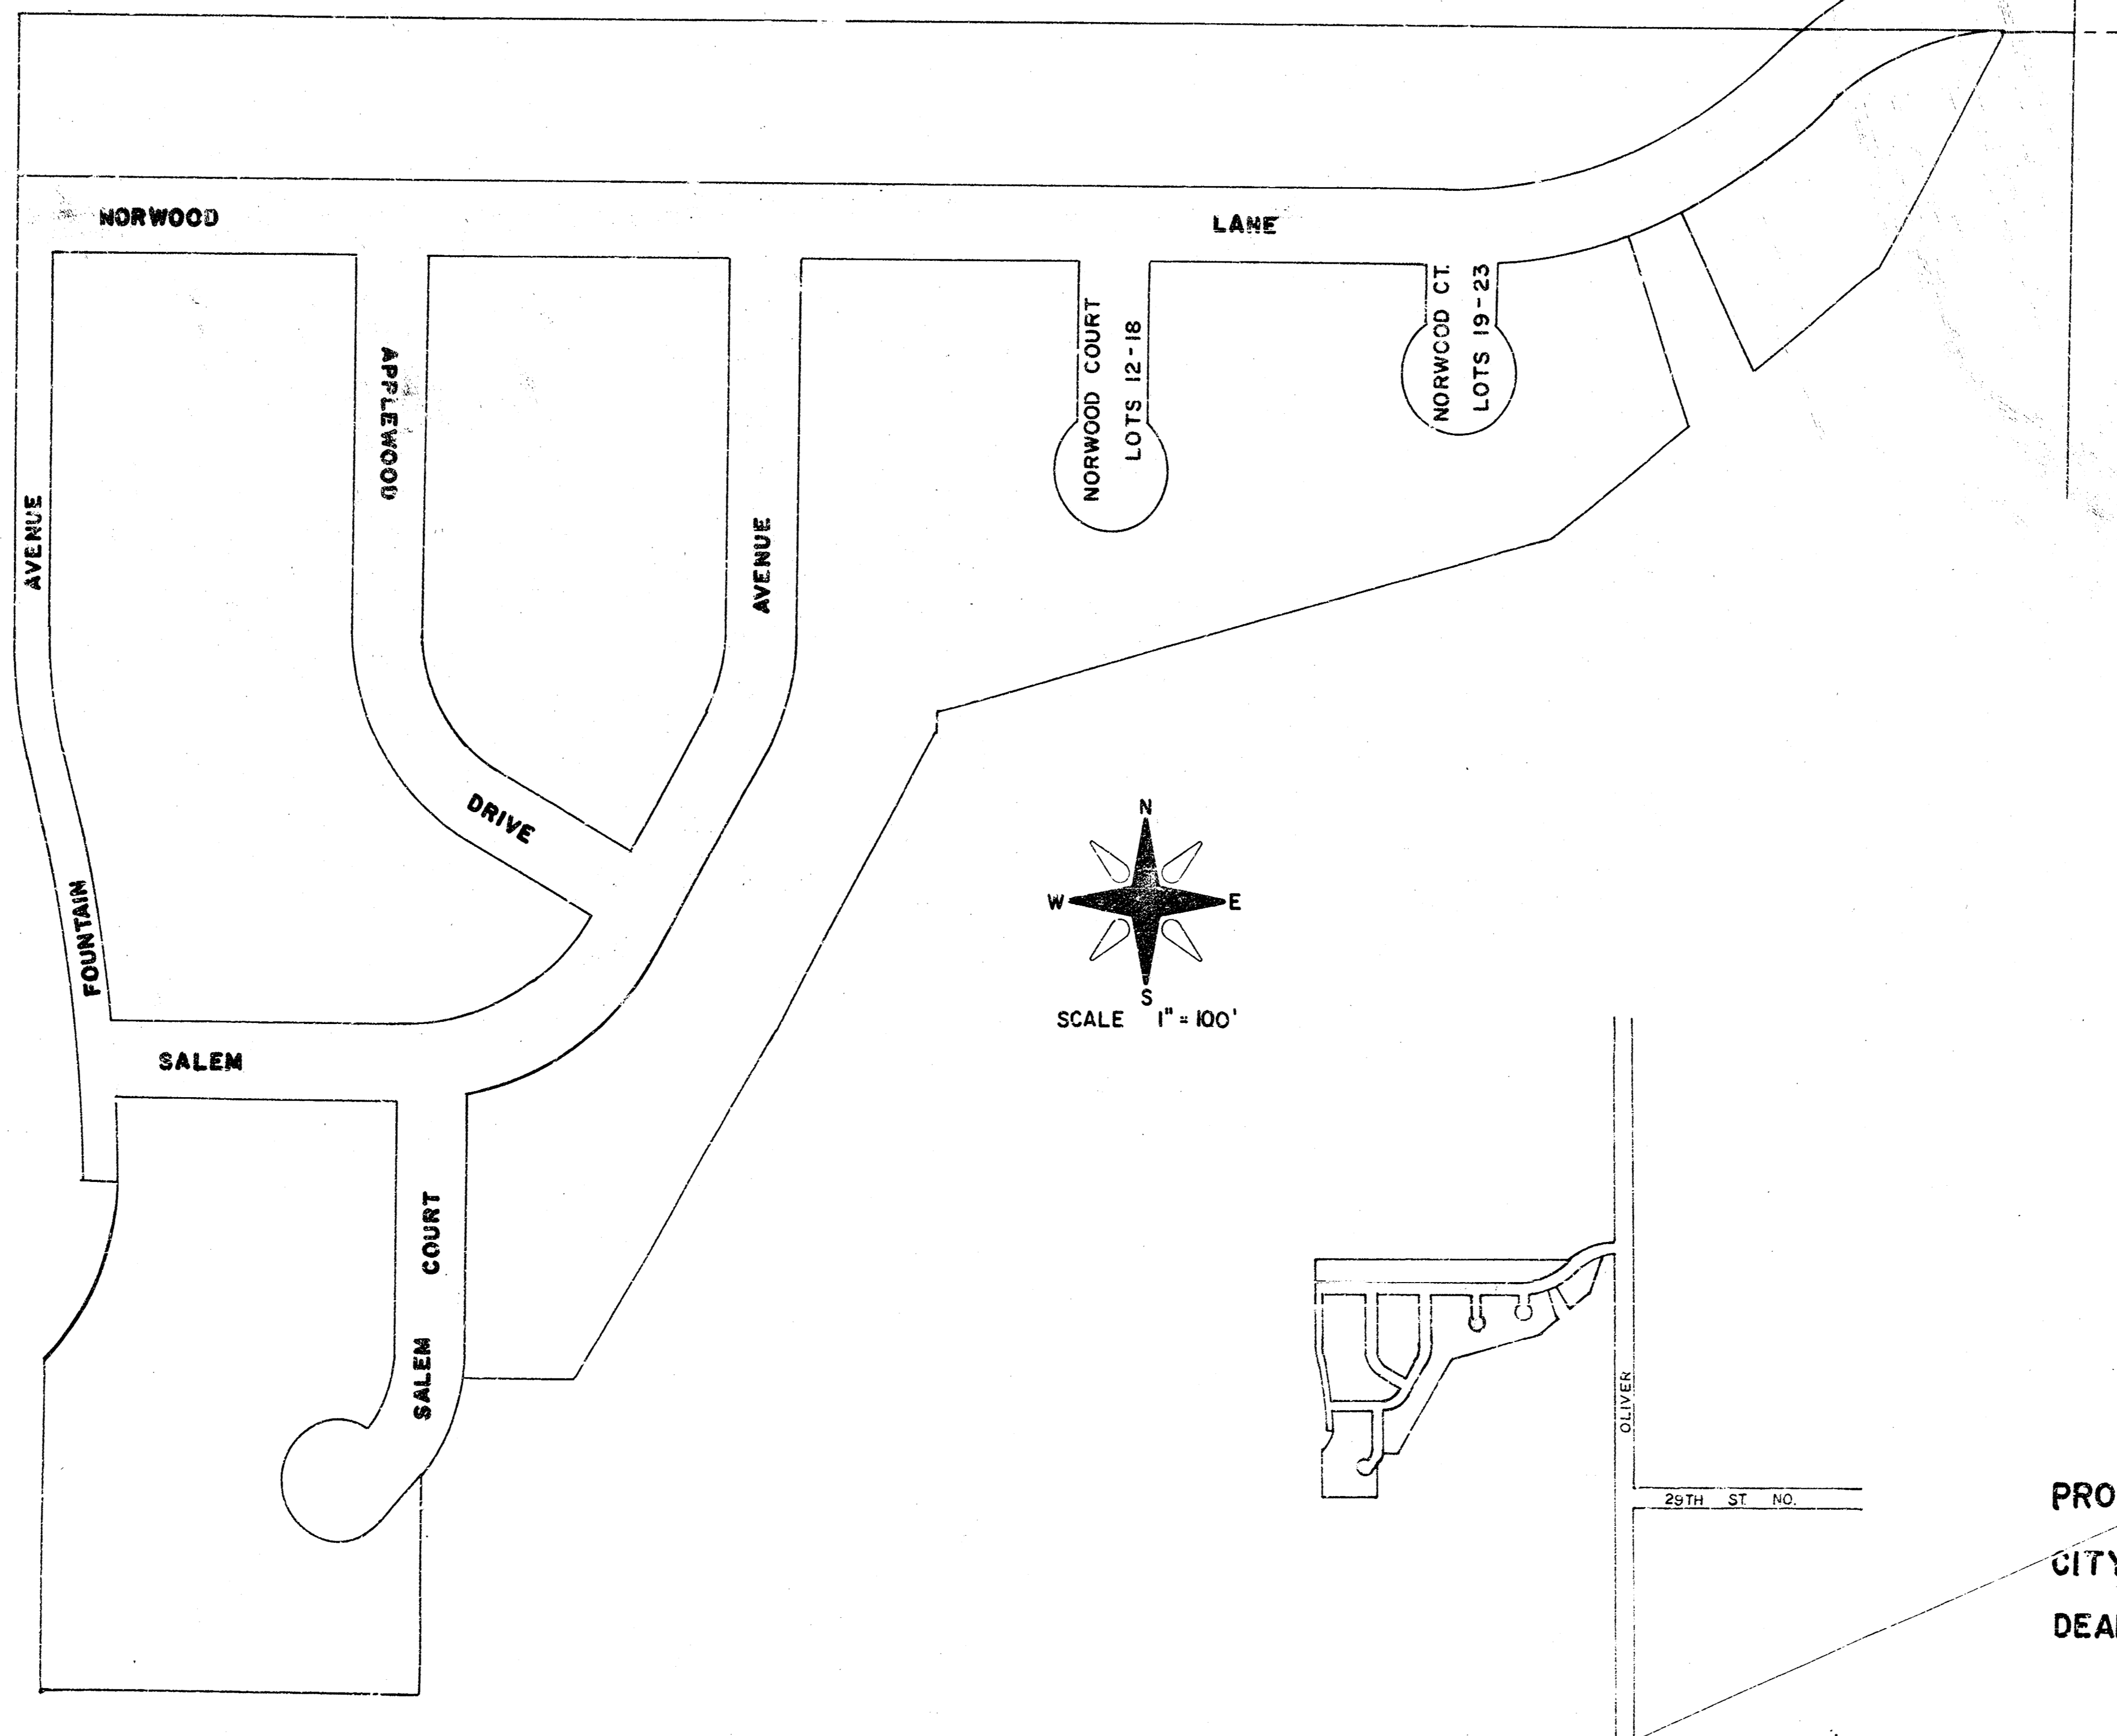 NORWOOD
LANE
NORWOOD COURT
LOTS 12-18
NORWOOD CT.
LOTS 19-23
APPLEWOOD
DRIVE
AVENUE
AVENUE
FOUNTAIN
SALEM
SALEM COURT
N
W
E
S
SCALE 1" = 100'
OLIVER
29TH ST. NO.
PRO
CITY
DEA